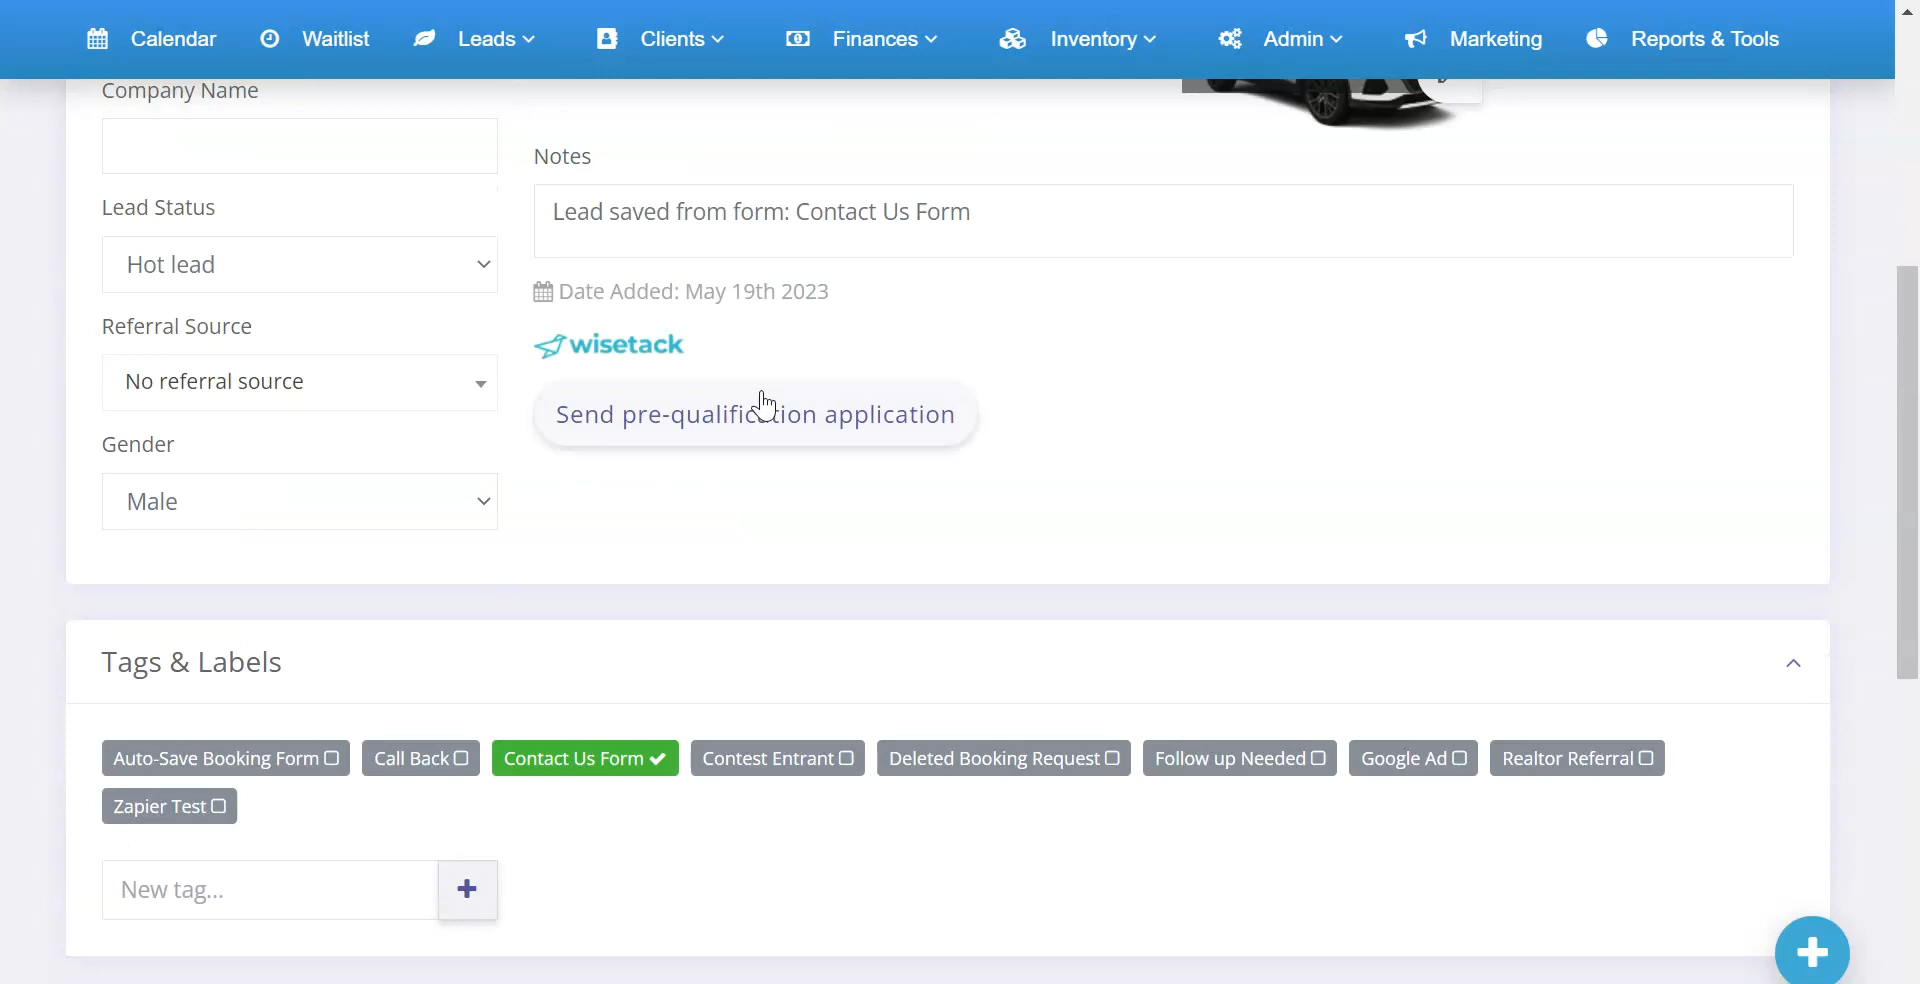 Calendar Waitlist Leads Clients Finances Inventory Admin Marketing Reports & Tools
Company Name
Lead Status
Hot lead
Referral Source
No referral source
Gender
Male
Notes
Lead saved from form: Contact Us Form
Date Added: May 19th 2023
wisetack
Send pre-qualification application
Tags & Labels
Auto-Save Booking Form Call Back Contact Us Form Contest Entrant Deleted Booking Request Follow up Needed Google Ad Realtor Referral
Zapier Test
New tag...